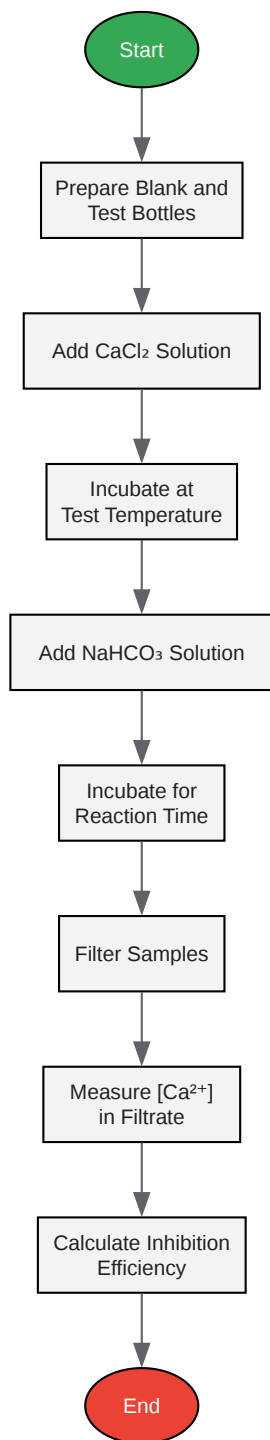 Start
Prepare Blank and
Test Bottles
Add CaCl₂ Solution
Incubate at
Test Temperature
Add NaHCO₃ Solution
Incubate for
Reaction Time
Filter Samples
Measure [Ca²⁺]
in Filtrate
Calculate Inhibition
Efficiency
End